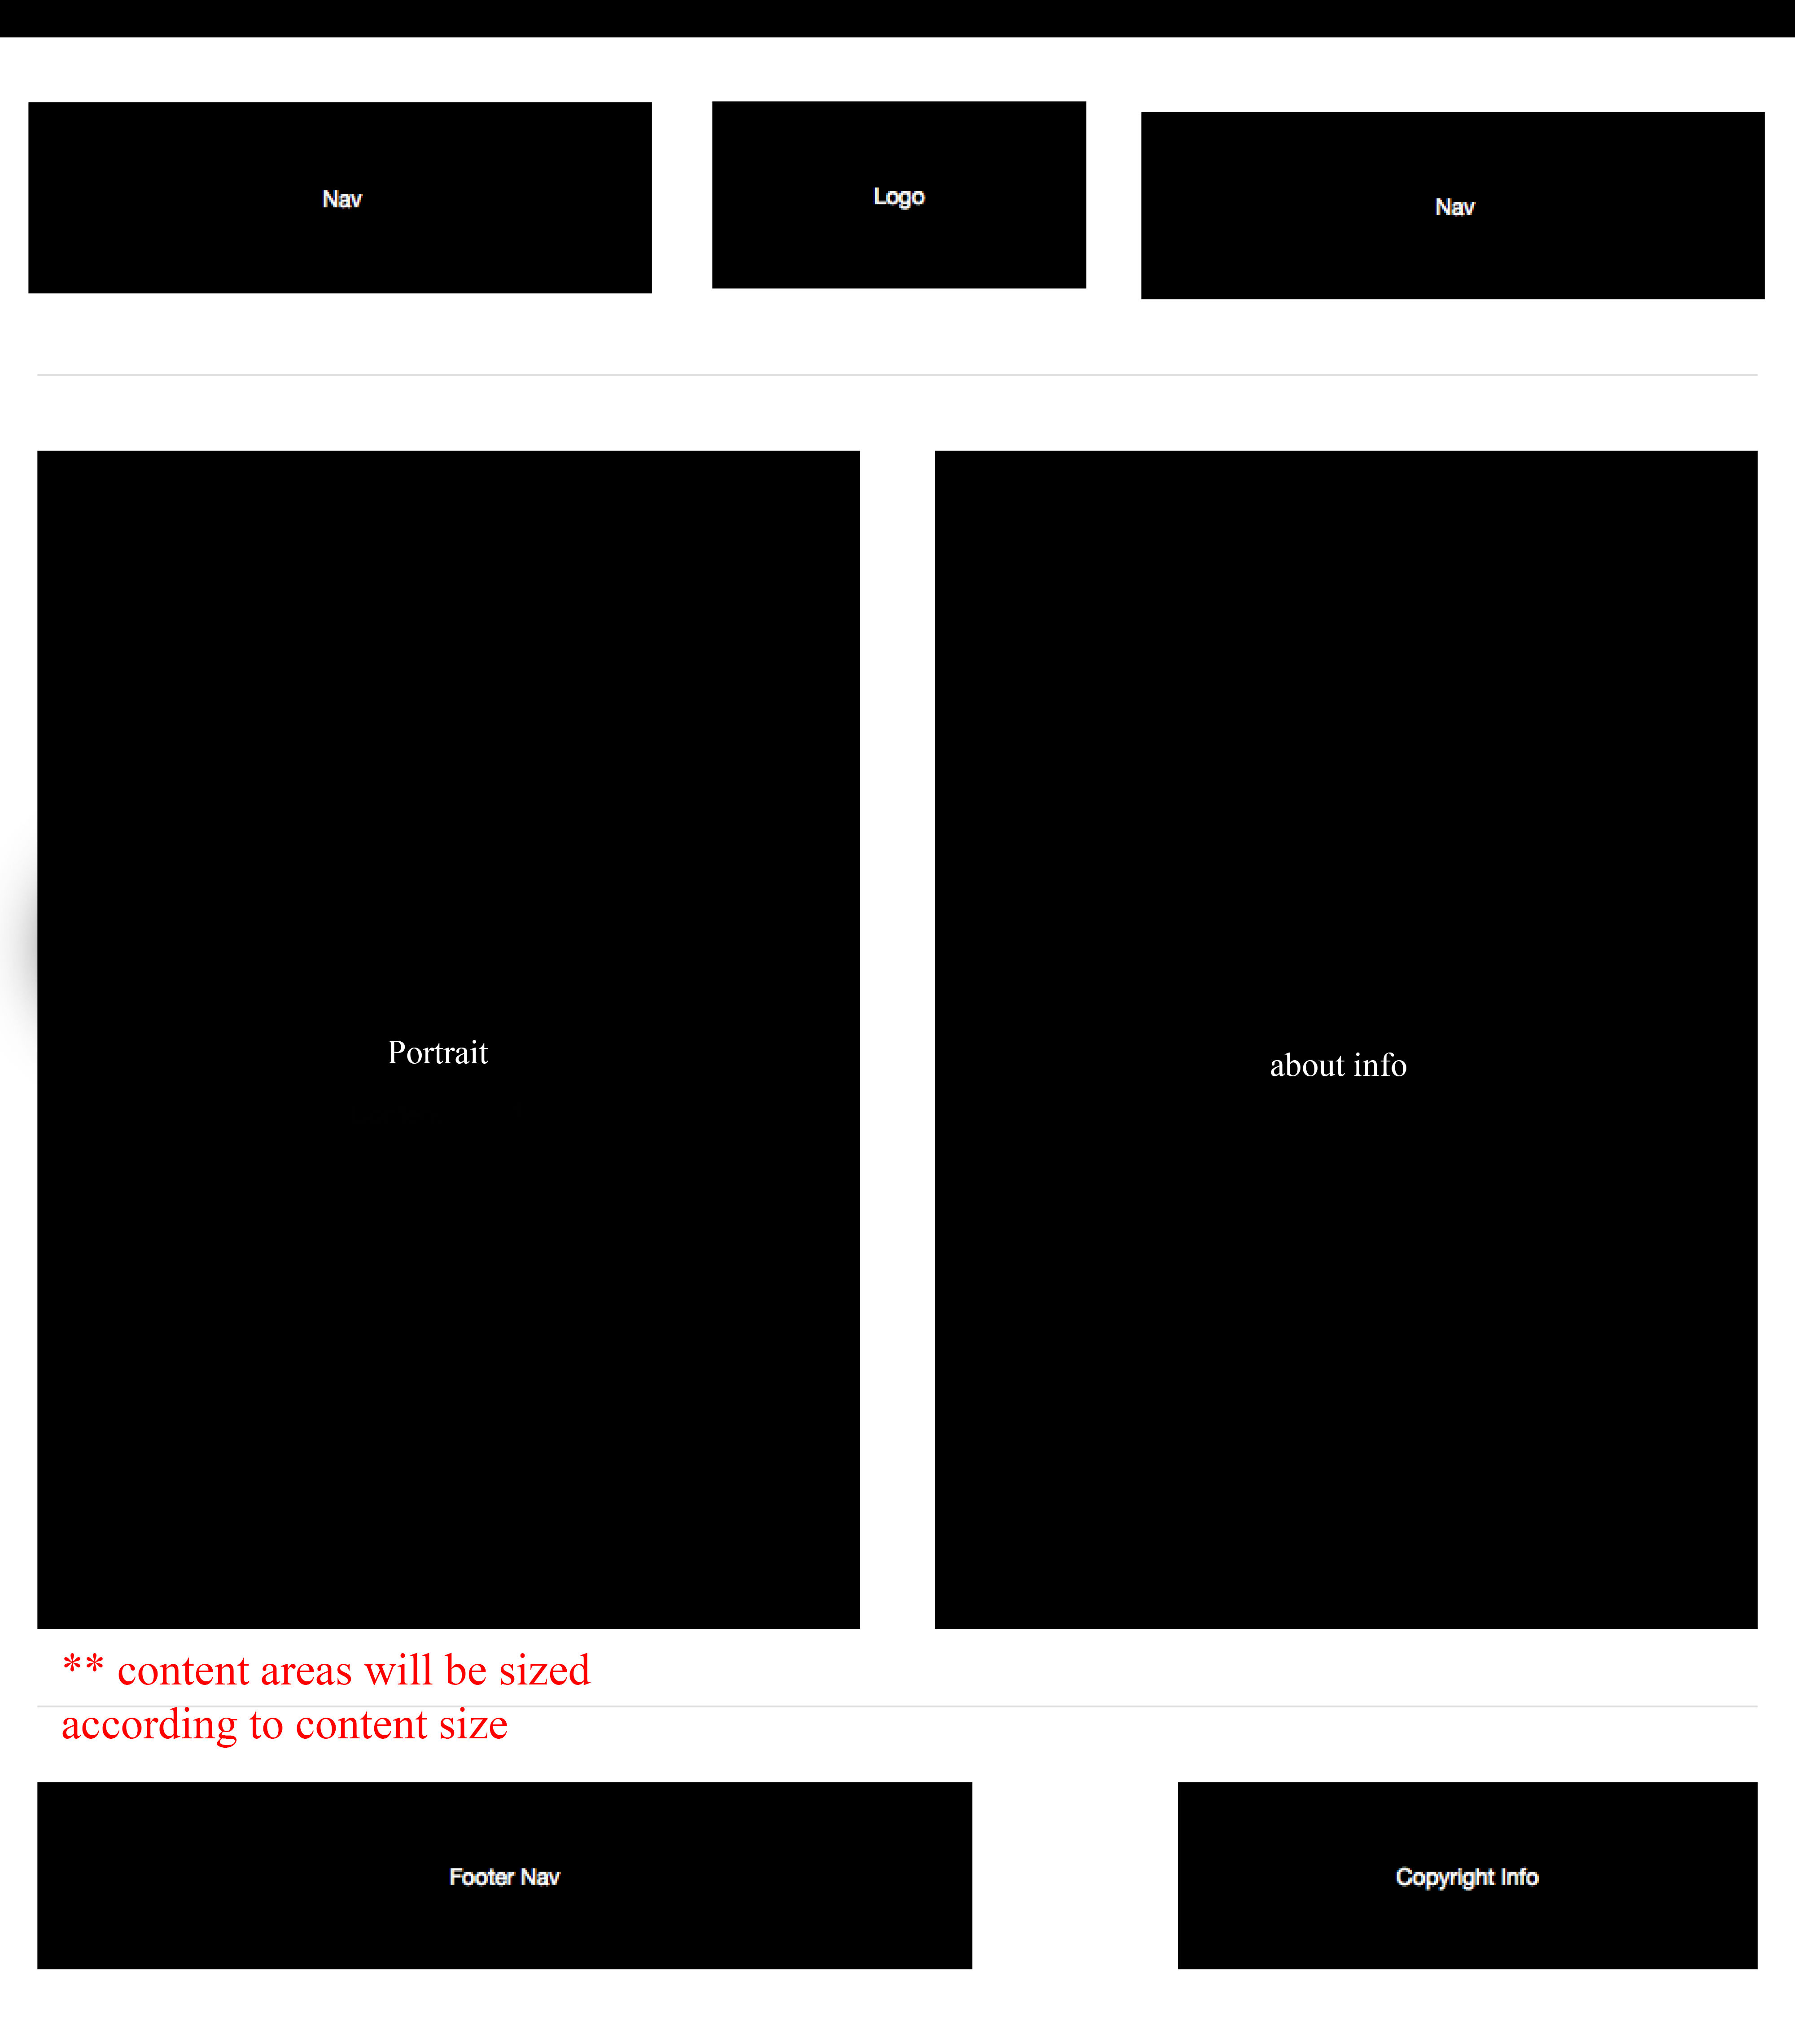 Nav
Logo
Nav
Portrait
about info
** content areas will be sized
according to content size
Footer Nav
Copyright Info